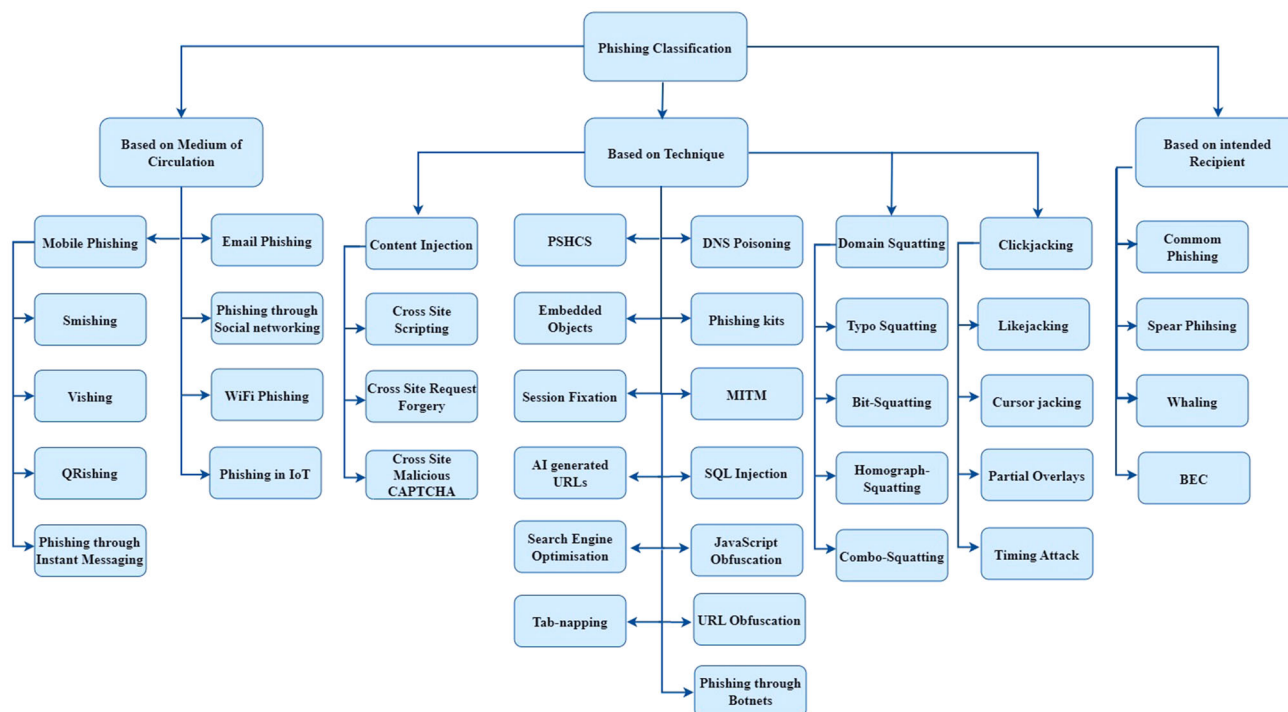 Phishing Classification
Based on Medium of
Circulation
Based on Technique
Based on intended
Recipient
Mobile Phishing
Email Phishing
Smishing
Phishing through
Social networking
Vishing
WiFi Phishing
QRishing
Phishing in IoT
Phishing through
Instant Messaging
Content Injection
Cross Site
Scripting
Cross Site Request
Forgery
Cross Site
Malicious
CAPTCHA
PSHCS
DNS Poisoning
Embedded
Objects
Phishing kits
Session Fixation
MITM
AI generated
URLs
SQL Injection
Search Engine
Optimisation
JavaScript
Obfuscation
Tab-napping
URL Obfuscation
Phishing through
Botnets
Domain Squatting
Typo Squatting
Bit-Squatting
Homograph-
Squatting
Combo-Squatting
Clickjacking
Likejacking
Cursor jacking
Partial Overlays
Timing Attack
Commom
Phishing
Spear Phihsing
Whaling
BEC